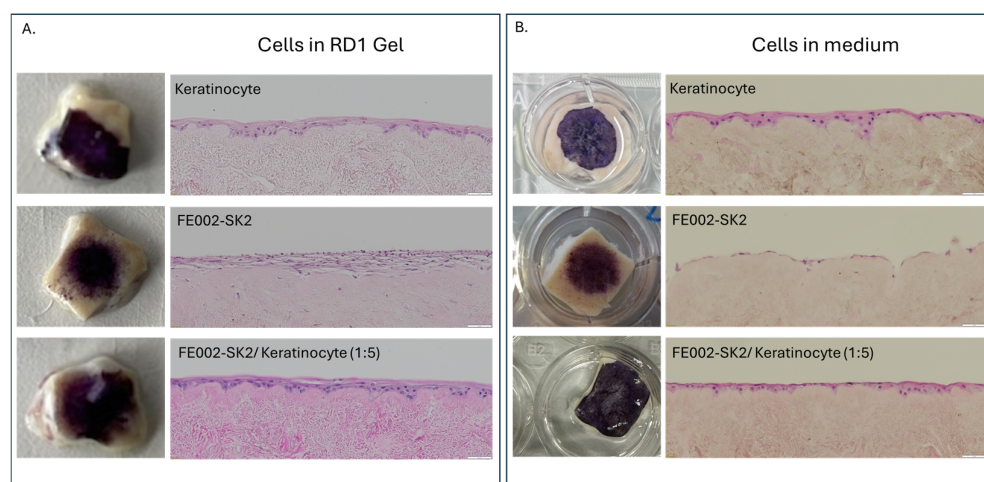 A.
Cells in RD1 Gel
Keratinocyte
FE002-SK2
FE002-SK2/ Keratinocyte (1:5)
B.
Cells in medium
A
Keratinocyte
FE002-SK2
FE002-SK2/ Keratinocyte (1:5)
B2